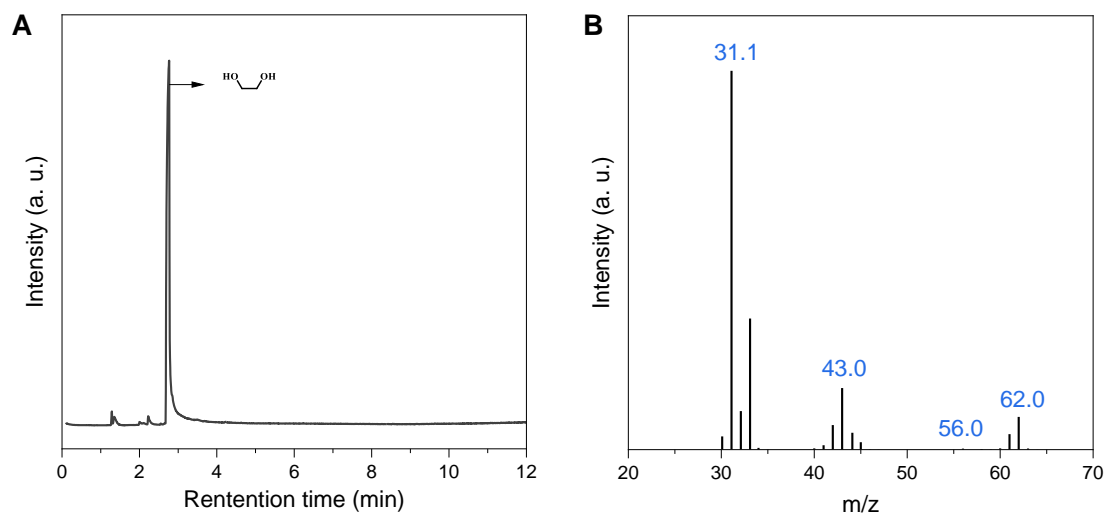 A
HO OH
Intensity (a. u.)
0 2 4 6 8 10 12
Rentention time (min)
B
31.1
43.0
62.0
56.0
Intensity (a. u.)
20 30 40 50 60 70
m/z